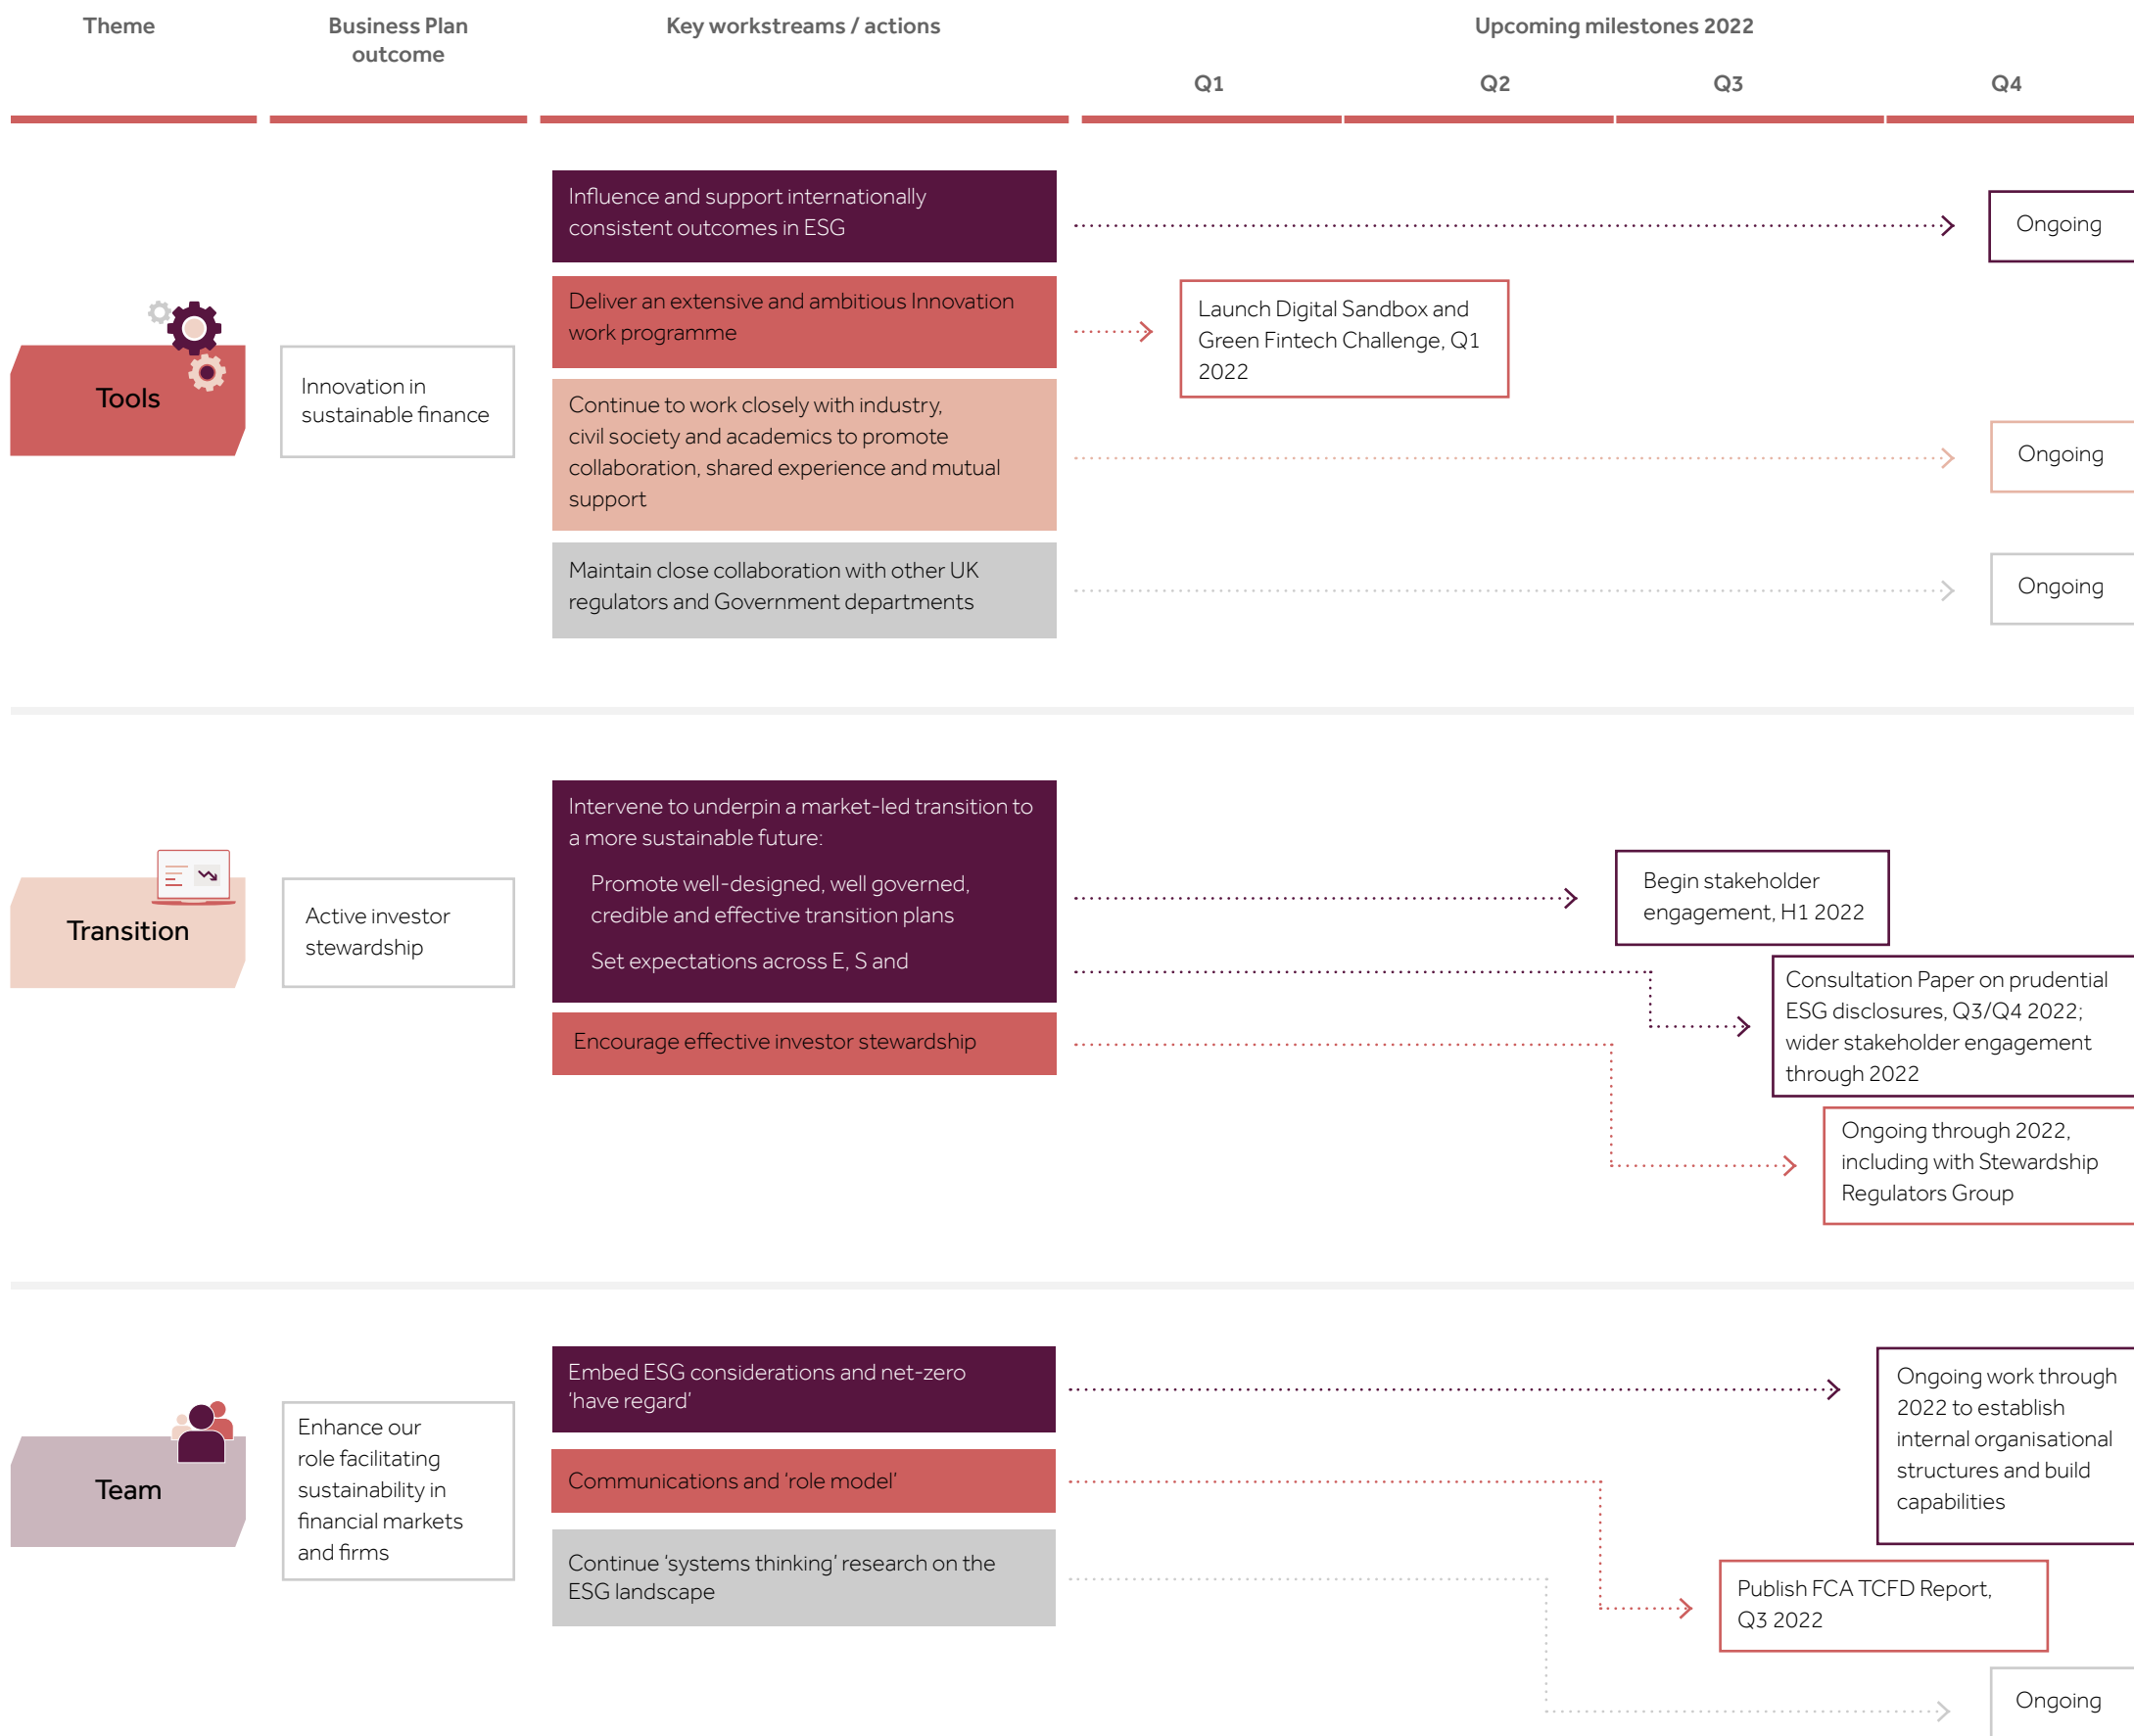 Theme
Business Plan
outcome
Key workstreams / actions
Upcoming milestones 2022
Q1
Q2
Q3
Q4
Tools
Innovation in
sustainable finance
Influence and support internationally
consistent outcomes in ESG
Ongoing
Deliver an extensive and ambitious Innovation
work programme
Launch Digital Sandbox and
Green Fintech Challenge, Q1
2022
Continue to work closely with industry,
civil society and academics to promote
collaboration, shared experience and mutual
support
Ongoing
Maintain close collaboration with other UK
regulators and Government departments
Ongoing
Transition
Active investor
stewardship
Intervene to underpin a market-led transition to
a more sustainable future:
Promote well-designed, well governed,
credible and effective transition plans
Set expectations across E, S and
Begin stakeholder
engagement, H1 2022
Consultation Paper on prudential
ESG disclosures, Q3/Q4 2022;
wider stakeholder engagement
through 2022
Encourage effective investor stewardship
Ongoing through 2022,
including with Stewardship
Regulators Group
Team
Enhance our
role facilitating
sustainability in
financial markets
and firms
Embed ESG considerations and net-zero
‘have regard’
Ongoing work through
2022 to establish
internal organisational
structures and build
capabilities
Communications and ‘role model’
Publish FCA TCFD Report,
Q3 2022
Continue ‘systems thinking’ research on the
ESG landscape
Ongoing